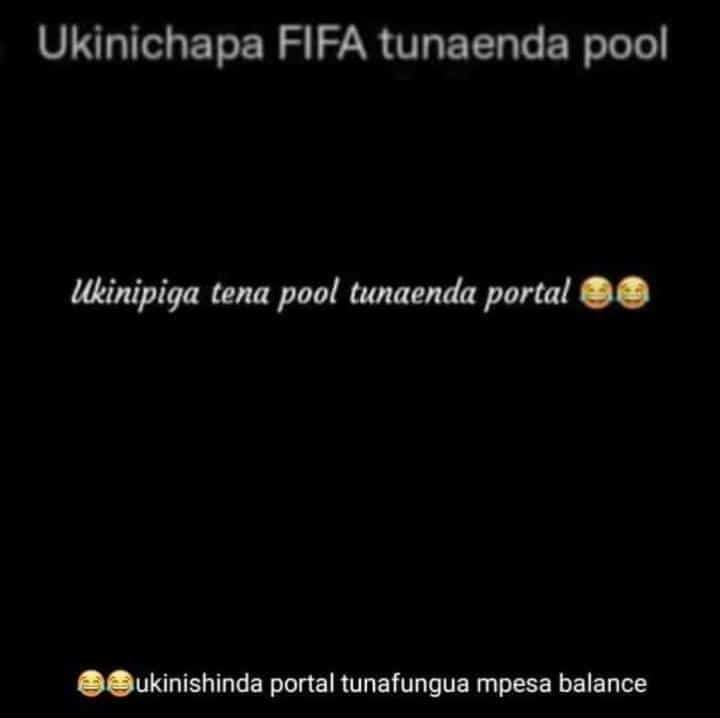 Ukinichapa FIFA tunaenda pool
Ukinipiga tena pool tunaenda portal 😂😂
😂😂ukinishinda portal tunafungua mpesa balance